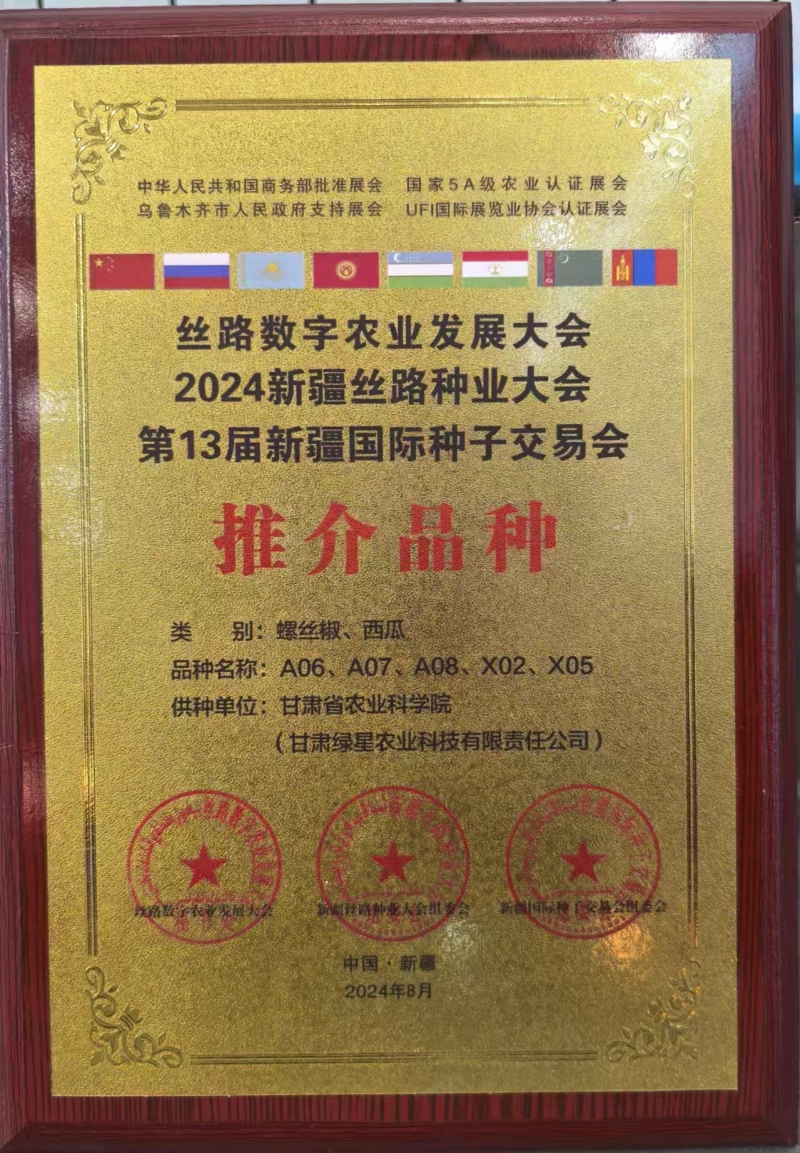 中华人民共和国商务部批准展会 国家5A级农业认证展会
乌鲁木齐市人民政府支持展会 UFI国际展览业协会认证展会
丝路数字农业发展大会
2024新疆丝路种业大会
第13届新疆国际种子交易会
推介品种
类 别：螺丝椒、西瓜
品种名称：A06、A07、A08、X02、X05
供种单位：甘肃省农业科学院
（甘肃绿星农业科技有限责任公司）
丝路数字农业发展大会 新疆丝路种业大会组委会 新疆国际种子交易会组委会
中国·新疆
2024年8月